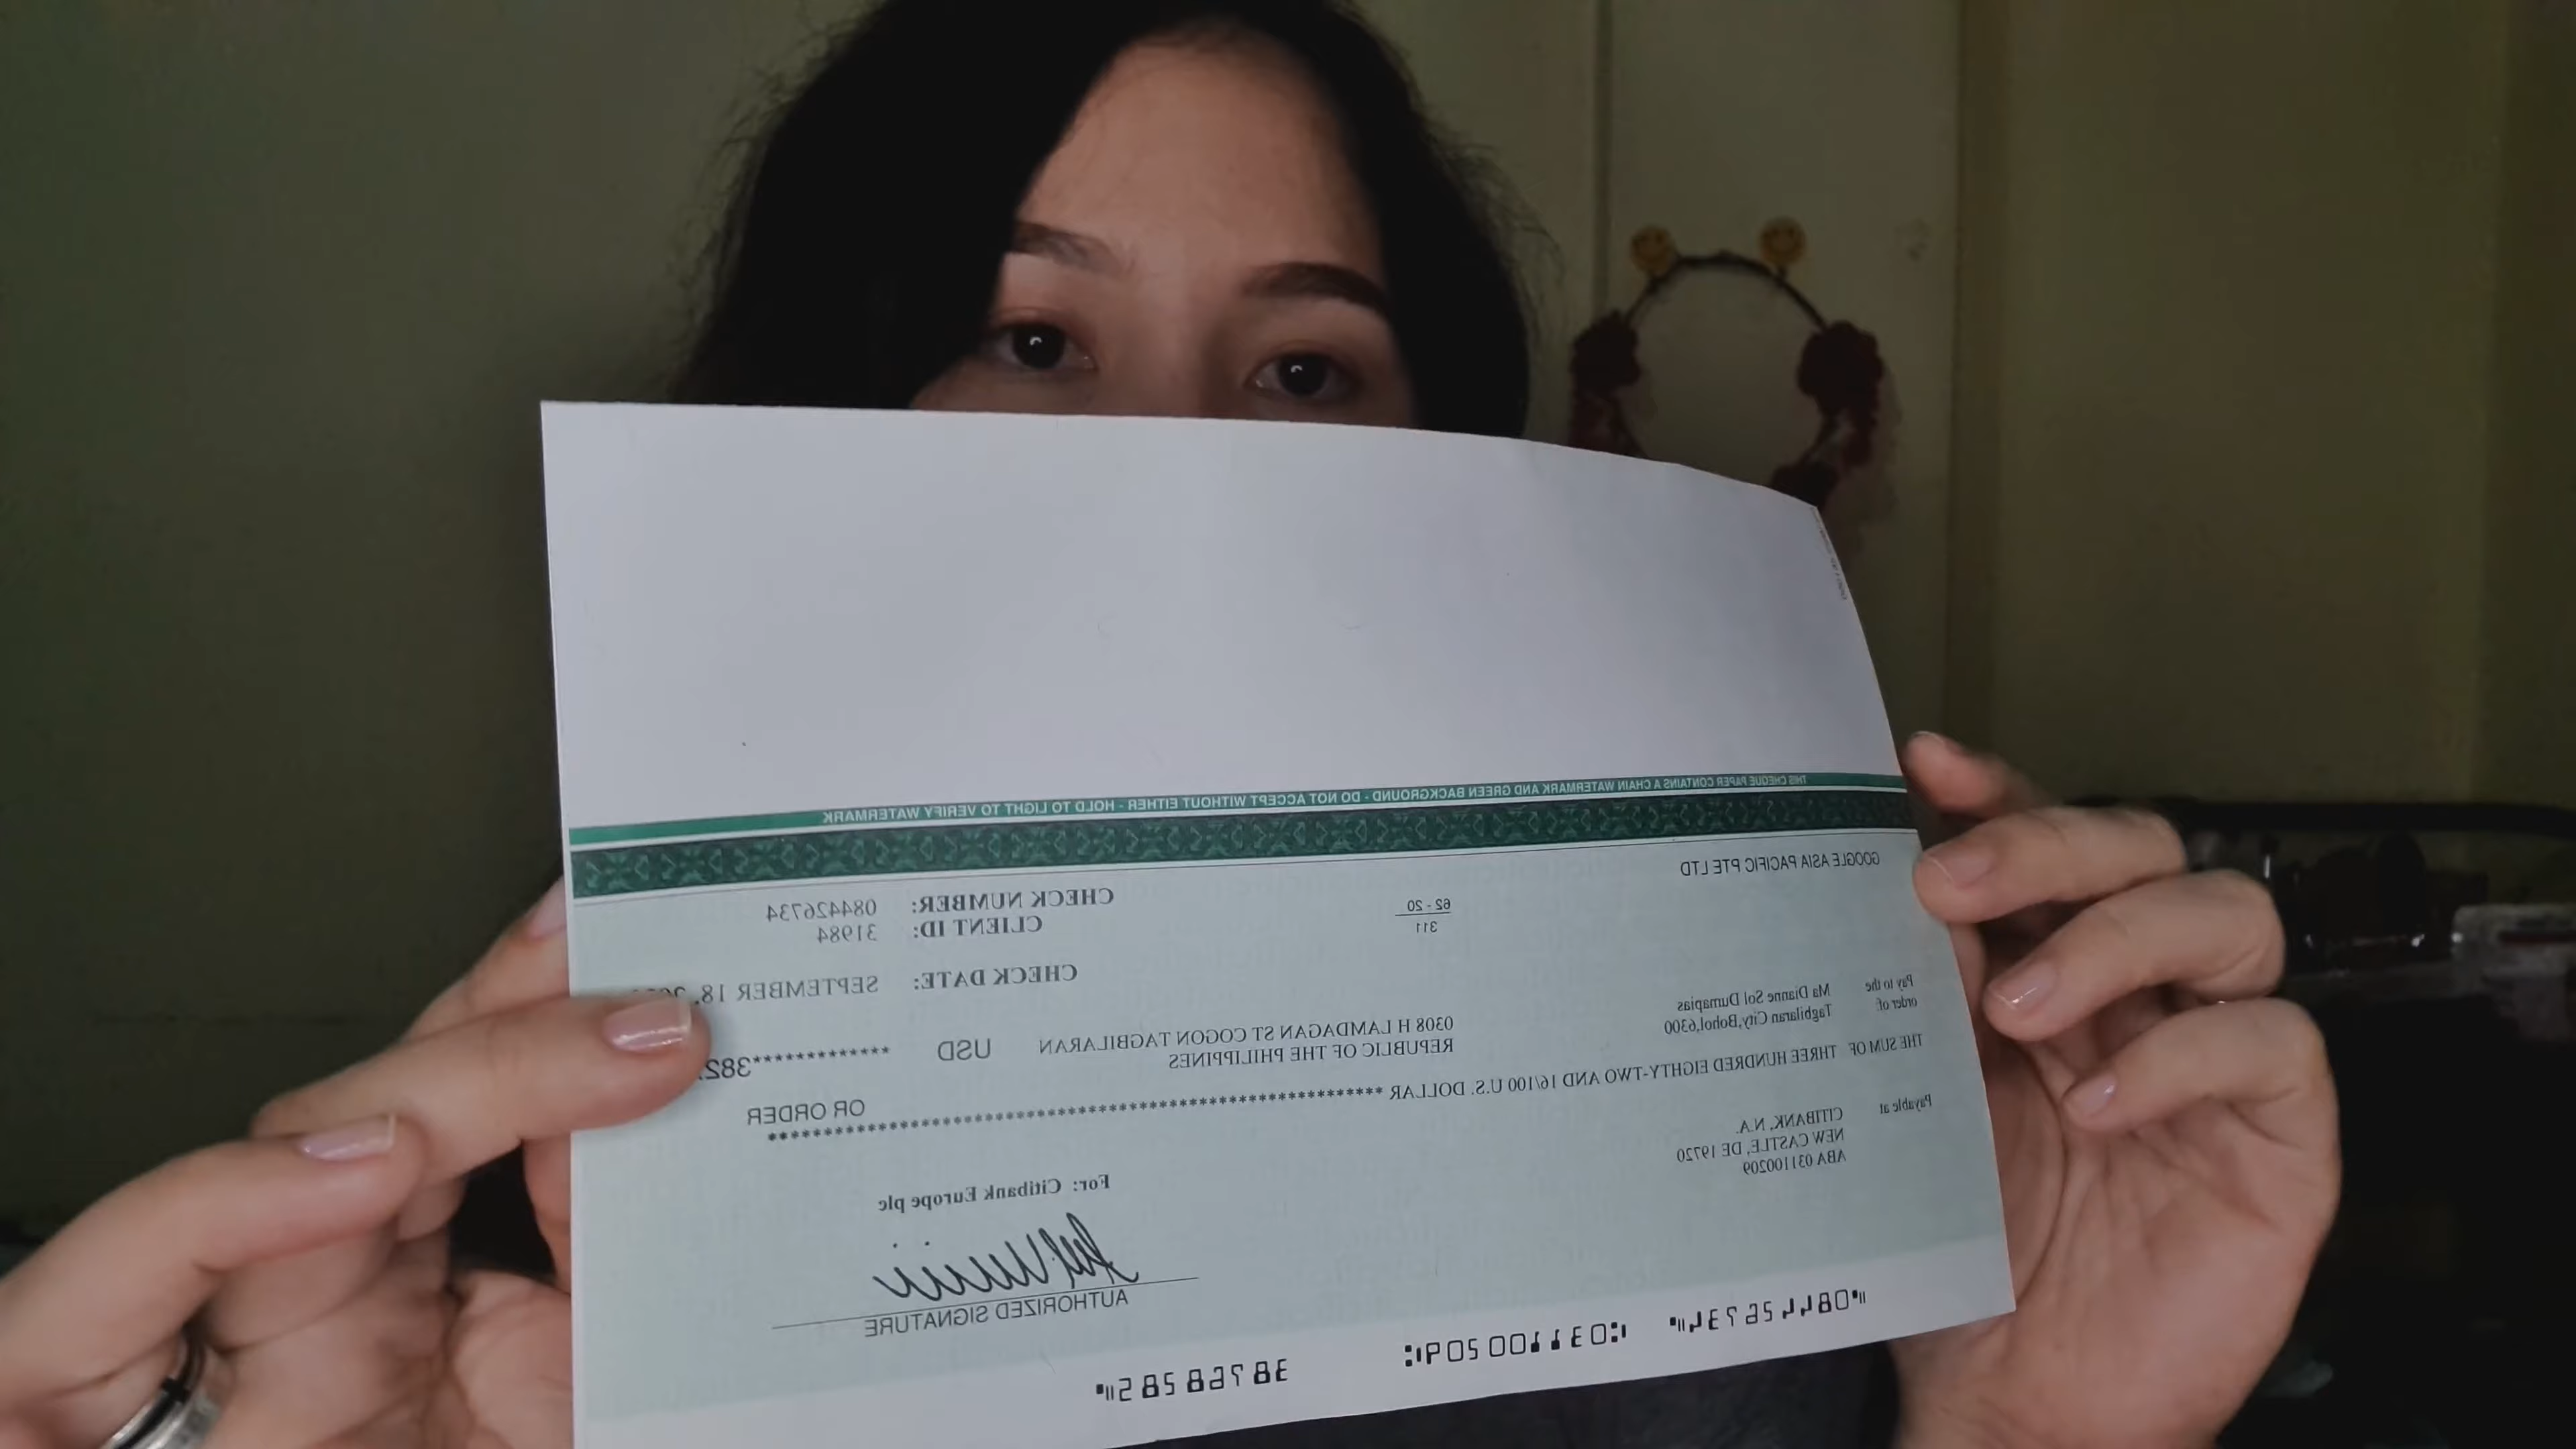 THIS CHEQUE PAPER CONTAINS A CHAIN WATERMARK AND GREEN BACKGROUND - DO NOT ACCEPT WITHOUT EITHER - HOLD TO LIGHT TO VERIFY WATERMARK
GOOGLE ASIA PACIFIC PTE LTD
62 - 20
311
CHECK NUMBER: 084426734
CLIENT ID: 31984
CHECK DATE: SEPTEMBER 18,
Pay to the
order of:
Ma Dianne Sol Dumapias
Tagbilaran City,Bohol,6300
0308 H LAMDAGAN ST COGON TAGBILARAN
REPUBLIC OF THE PHILIPPINES
USD **************382
THE SUM OF THREE HUNDRED EIGHTY-TWO AND 16/100 U.S. DOLLAR
OR ORDER
Payable at
CITIBANK, N.A.
NEW CASTLE, DE 19720
ABA 031100209
For: Citibank Europe plc
AUTHORIZED SIGNATURE
⑈084426734⑈ ⑆031100209⑆ 38768582⑈